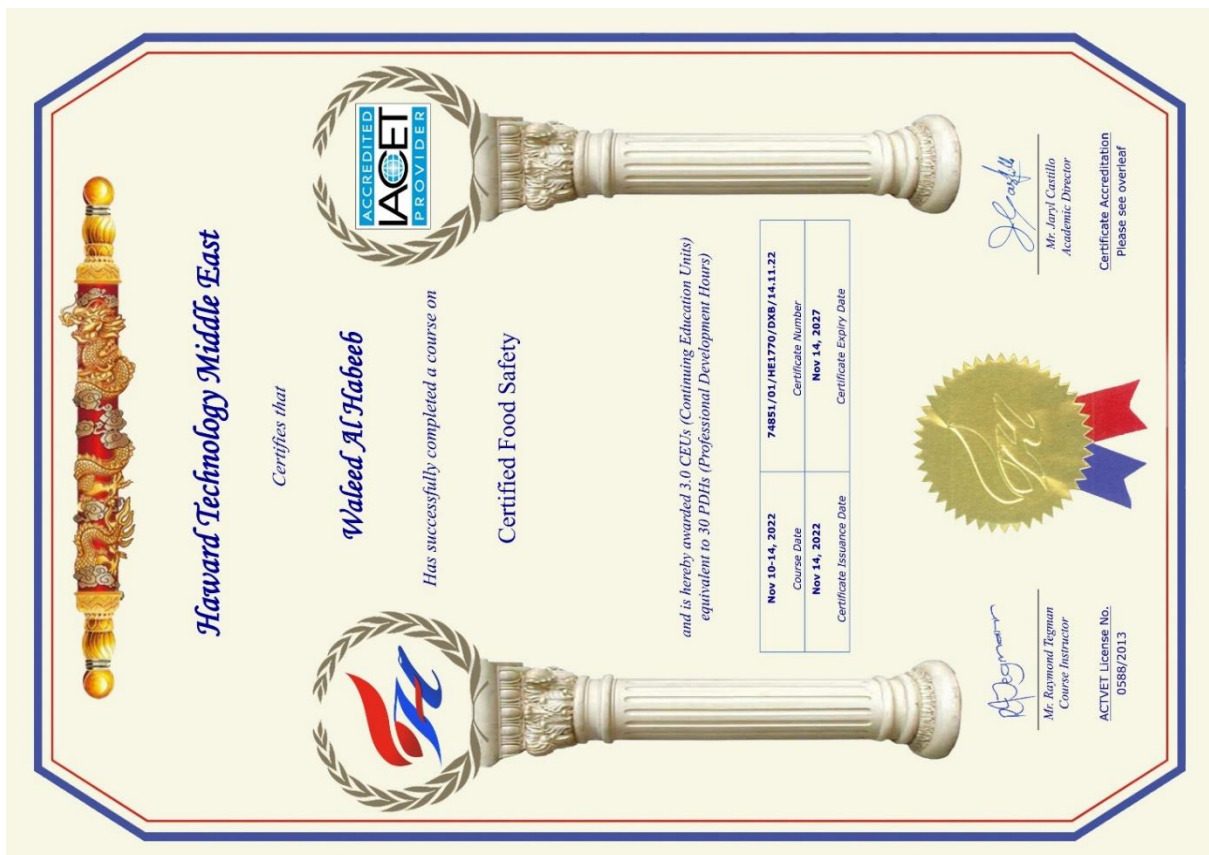 Haward Technology Middle East
Certifies that
ACCREDITED
IACET
PROVIDER
Waleed Al Habeeb
Has successfully completed a course on
Certified Food Safety
and is hereby awarded 3.0 CEUs (Continuing Education Units)
equivalent to 30 PDHs (Professional Development Hours)
Nov 10-14, 2022 74851/01/HE1770/DXB/14.11.22
Course Date Certificate Number
Nov 14, 2022 Nov 14, 2027
Certificate Issuance Date Certificate Expiry Date
Mr. Raymond Tegman
Course Instructor
ACTVET License No.
0588/2013
Mr. Jaryl Castillo
Academic Director
Certificate Accreditation
Please see overleaf